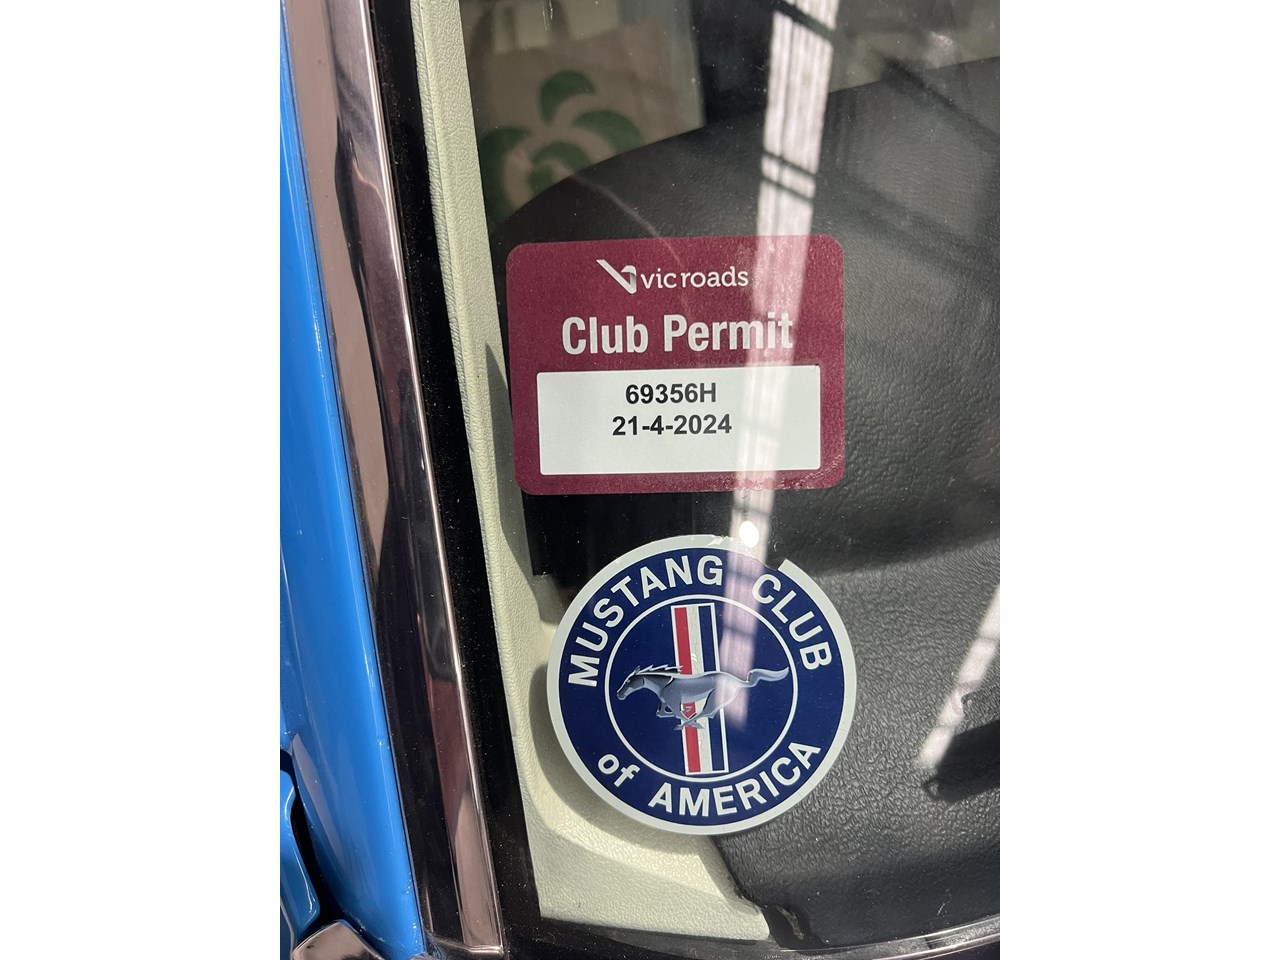 vicroads
Club Permit
69356H
21-4-2024
MUSTANG CLUB
of AMERICA